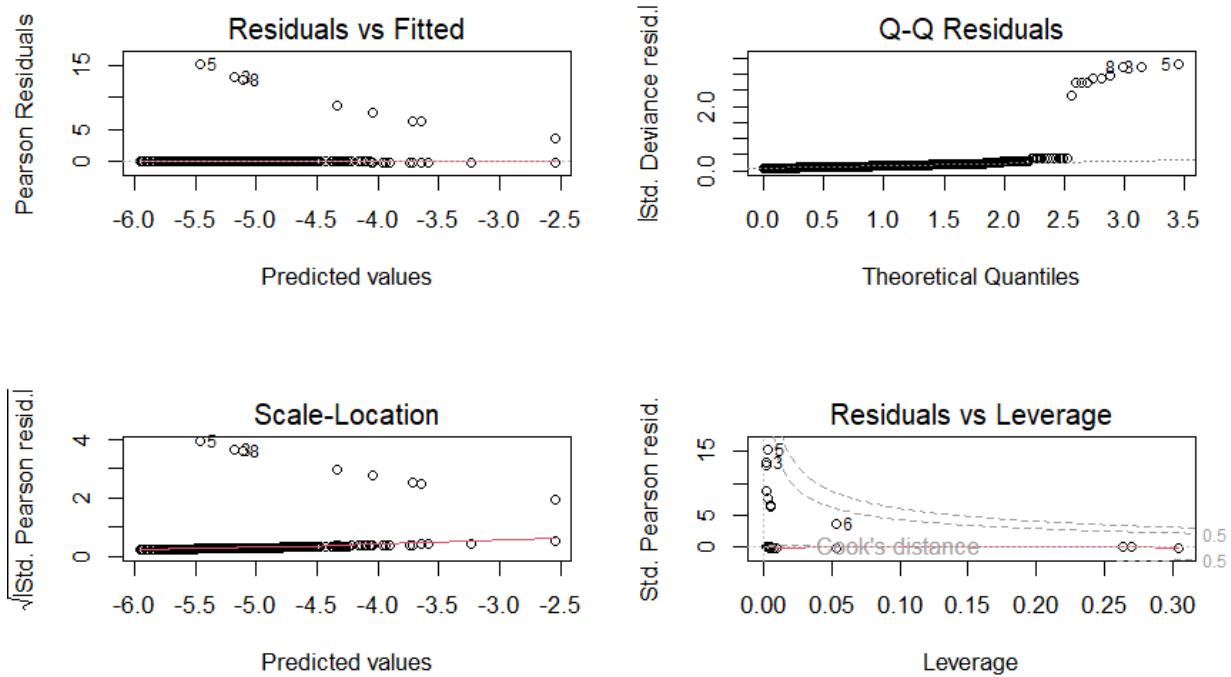 Residuals vs Fitted
Pearson Residuals
15
5
0
5
3
8
-6.0 -5.5 -5.0 -4.5 -4.0 -3.5 -3.0 -2.5
Predicted values
Q-Q Residuals
|Std. Deviance resid.|
2.0
0.0
8 3 5
0.0 0.5 1.0 1.5 2.0 2.5 3.0 3.5
Theoretical Quantiles
Scale-Location
√|Std. Pearson resid.|
4
2
0
5
3
8
-6.0 -5.5 -5.0 -4.5 -4.0 -3.5 -3.0 -2.5
Predicted values
Residuals vs Leverage
Std. Pearson resid.
15
5
0
5
3
6
Cook's distance
0.5
0.5
0.00 0.05 0.10 0.15 0.20 0.25 0.30
Leverage